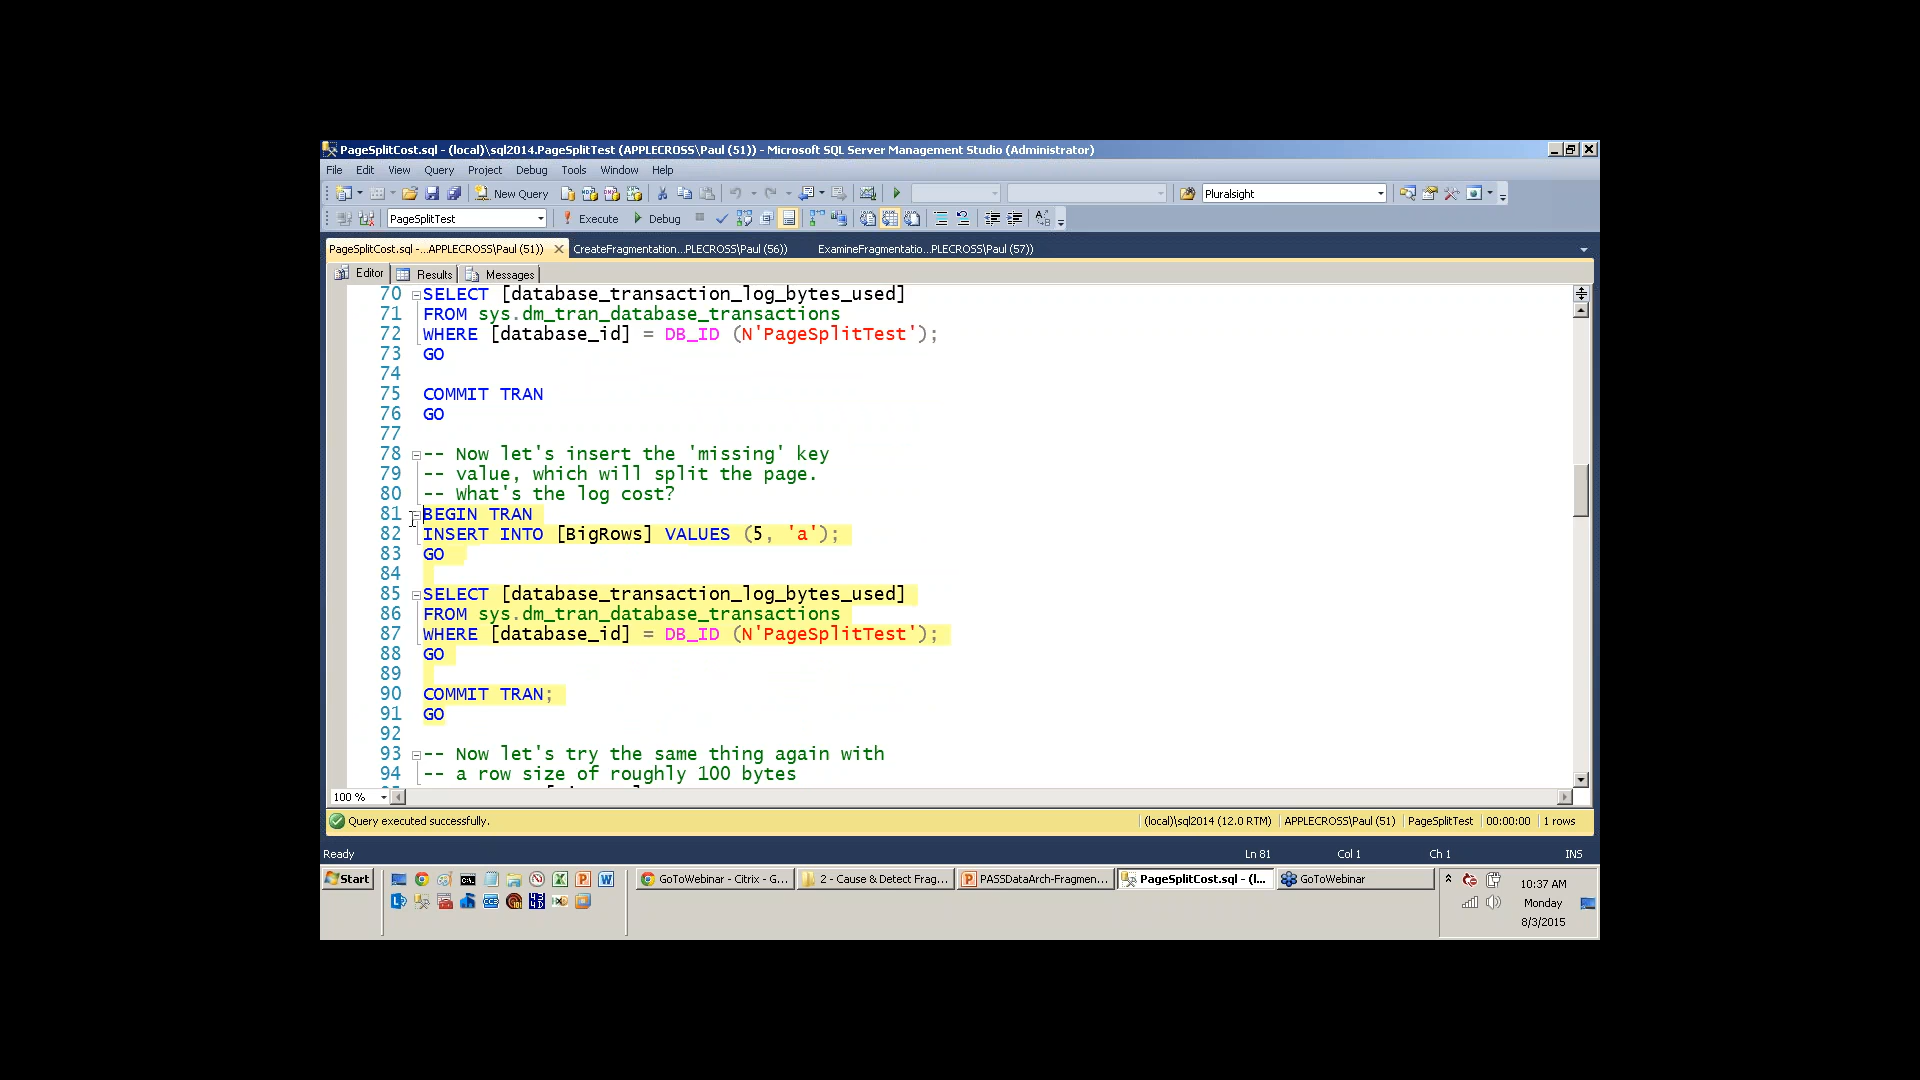 PageSplitCost.sql - (local)\sql2014.PageSplitTest (APPLECROSS\Paul (51)) - Microsoft SQL Server Management Studio (Administrator)
File Edit View Query Project Debug Tools Window Help
New Query Pluralsight
PageSplitTest Execute Debug
PageSplitCost.sql -...APPLECROSS\Paul (51)) CreateFragmentation...PLECROSS\Paul (56)) ExamineFragmentatio...PLECROSS\Paul (57))
Editor Results Messages
70 SELECT [database_transaction_log_bytes_used]
71 FROM sys.dm_tran_database_transactions
72 WHERE [database_id] = DB_ID (N'PageSplitTest');
73 GO
74
75 COMMIT TRAN
76 GO
77
78 -- Now let's insert the 'missing' key
79 -- value, which will split the page.
80 -- What's the log cost?
81 BEGIN TRAN
82 INSERT INTO [BigRows] VALUES (5, 'a');
83 GO
84
85 SELECT [database_transaction_log_bytes_used]
86 FROM sys.dm_tran_database_transactions
87 WHERE [database_id] = DB_ID (N'PageSplitTest');
88 GO
89
90 COMMIT TRAN;
91 GO
92
93 -- Now let's try the same thing again with
94 -- a row size of roughly 100 bytes
100 %
Query executed successfully. (local)\sql2014 (12.0 RTM) APPLECROSS\Paul (51) PageSplitTest 00:00:00 1 rows
Ready Ln 81 Col 1 Ch 1 INS
Start GoToWebinar - Citrix - G... 2 - Cause & Detect Frag... PASSDataArch-Fragmen... PageSplitCost.sql - (l... GoToWebinar
10:37 AM
Monday
8/3/2015